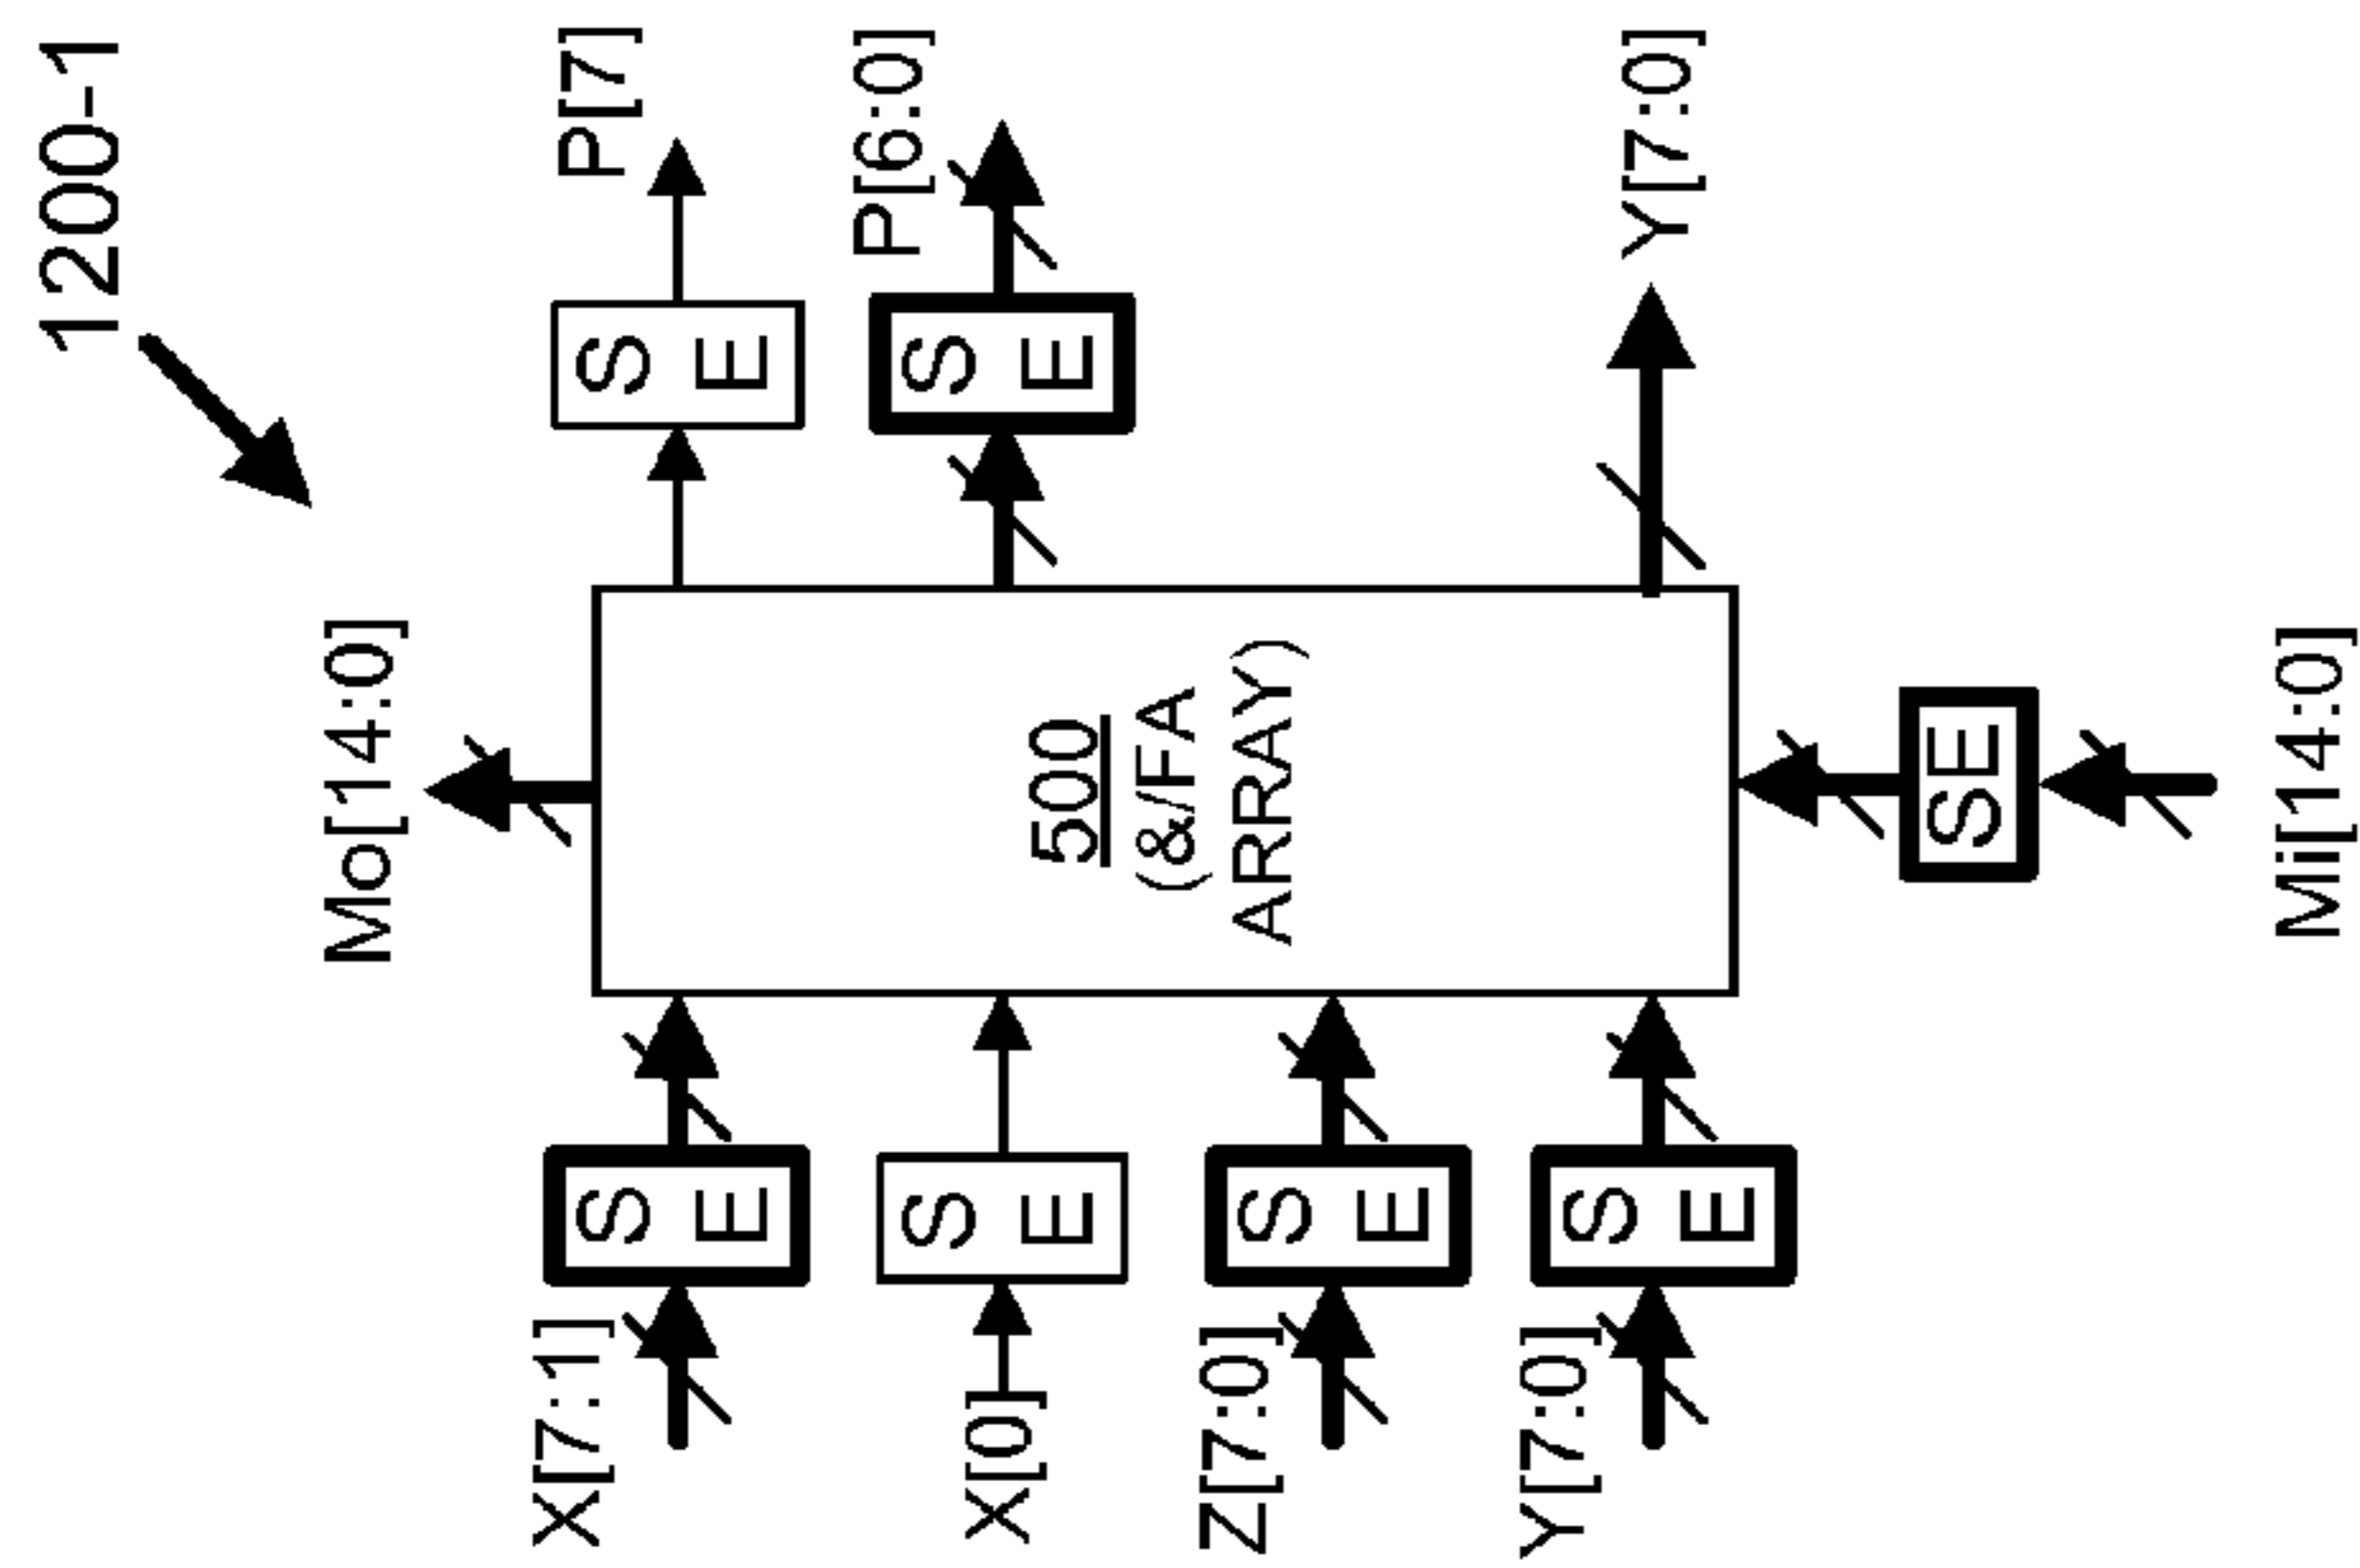 1200-1
Mo[14:0]
X[7:1]
S
E
S
E
P[7]
X[0]
S
E
S
E
P[6:0]
500
(&/FA
ARRAY)
Z[7:0]
S
E
Y[7:0]
S
E
Y[7:0]
SE
Mi[14:0]